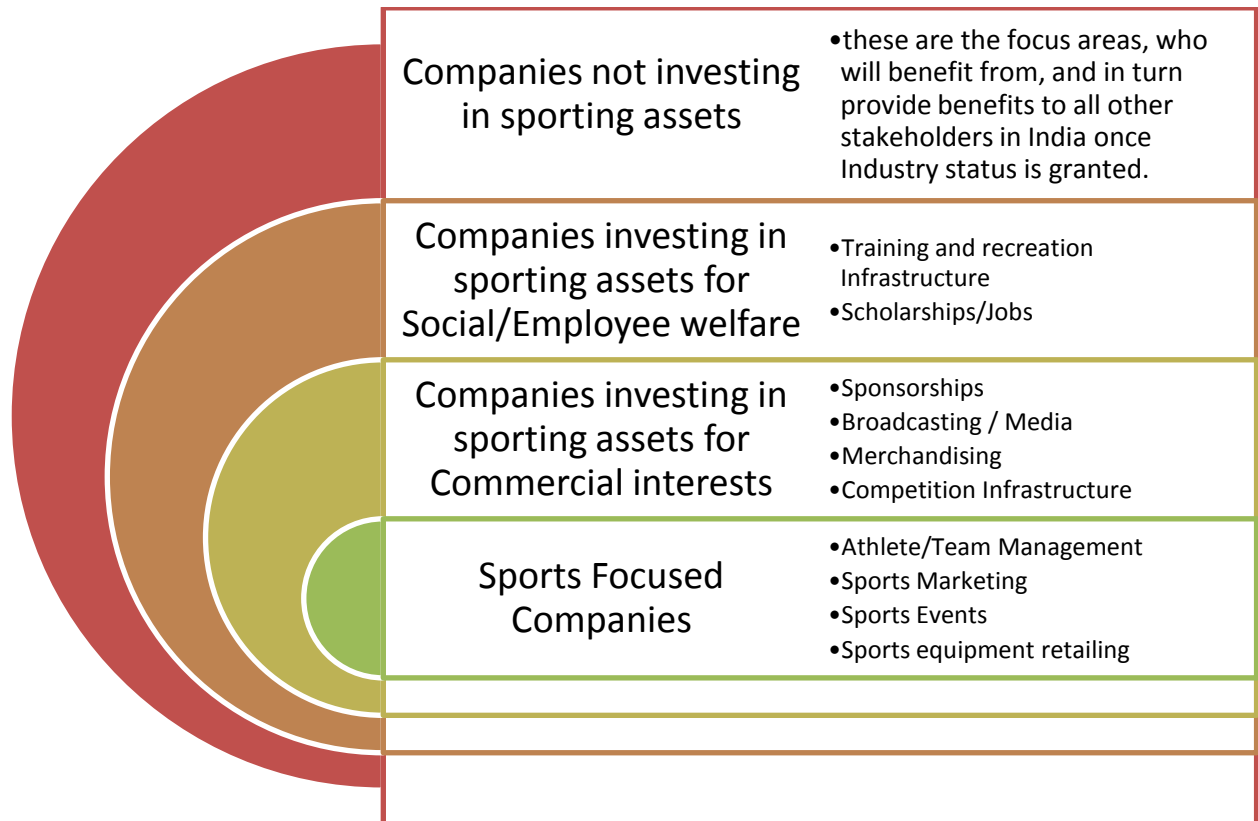 Companies not investing
in sporting assets
•these are the focus areas, who
will benefit from, and in turn
provide benefits to all other
stakeholders in India once
Industry status is granted.
Companies investing in
sporting assets for
Social/Employee welfare
•Training and recreation
Infrastructure
•Scholarships/Jobs
Companies investing in
sporting assets for
Commercial interests
•Sponsorships
•Broadcasting / Media
•Merchandising
•Competition Infrastructure
Sports Focused
Companies
•Athlete/Team Management
•Sports Marketing
•Sports Events
•Sports equipment retailing